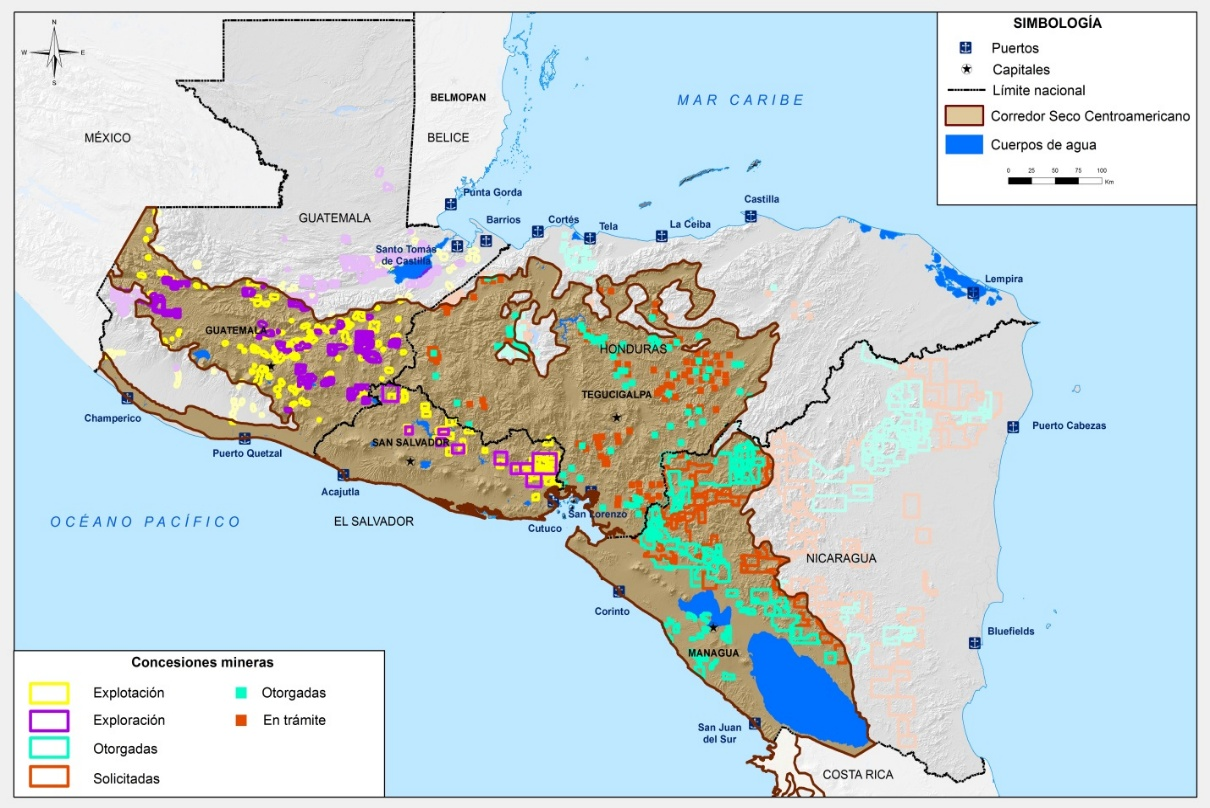 SIMBOLOGÍA
Puertos
Capitales
Límite nacional
Corredor Seco Centroamericano
Cuerpos de agua
0 25 50 75 100
Km
N
W
E
S
MAR CARIBE
BELMOPAN
BELICE
MÉXICO
GUATEMALA
Punta Gorda
Barrios
Cortés
Tela
La Ceiba
Castilla
Santo Tomás
de Castilla
Lempira
GUATEMALA
HONDURAS
TEGUCIGALPA
Champerico
Puerto Quetzal
SAN SALVADOR
Puerto Cabezas
Acajutla
OCÉANO PACÍFICO
EL SALVADOR
Cutuco
San Lorenzo
NICARAGUA
Corinto
Bluefields
MANAGUA
San Juan
del Sur
COSTA RICA
Concesiones mineras
Explotación
Exploración
Otorgadas
Solicitadas
Otorgadas
En trámite